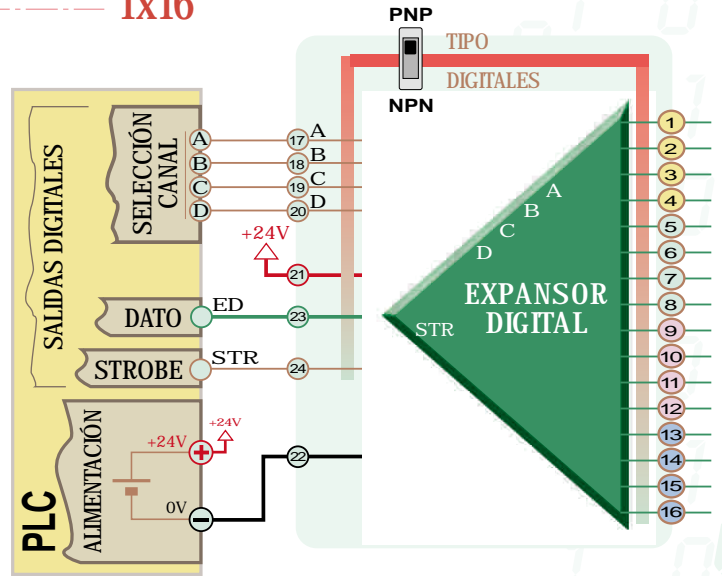 1x16
PNP
TIPO
DIGITALES
NPN
SALIDAS DIGITALES
SELECCIÓN
CANAL
A
B
C
D
17
A
18
B
19
C
20
D
+24V
21
DATO
ED
23
STROBE
STR
24
PLC
ALIMENTACIÓN
+24V
+24V
0V
22
A
B
C
D
STR
EXPANSOR
DIGITAL
1
2
3
4
5
6
7
8
9
10
11
12
13
14
15
16